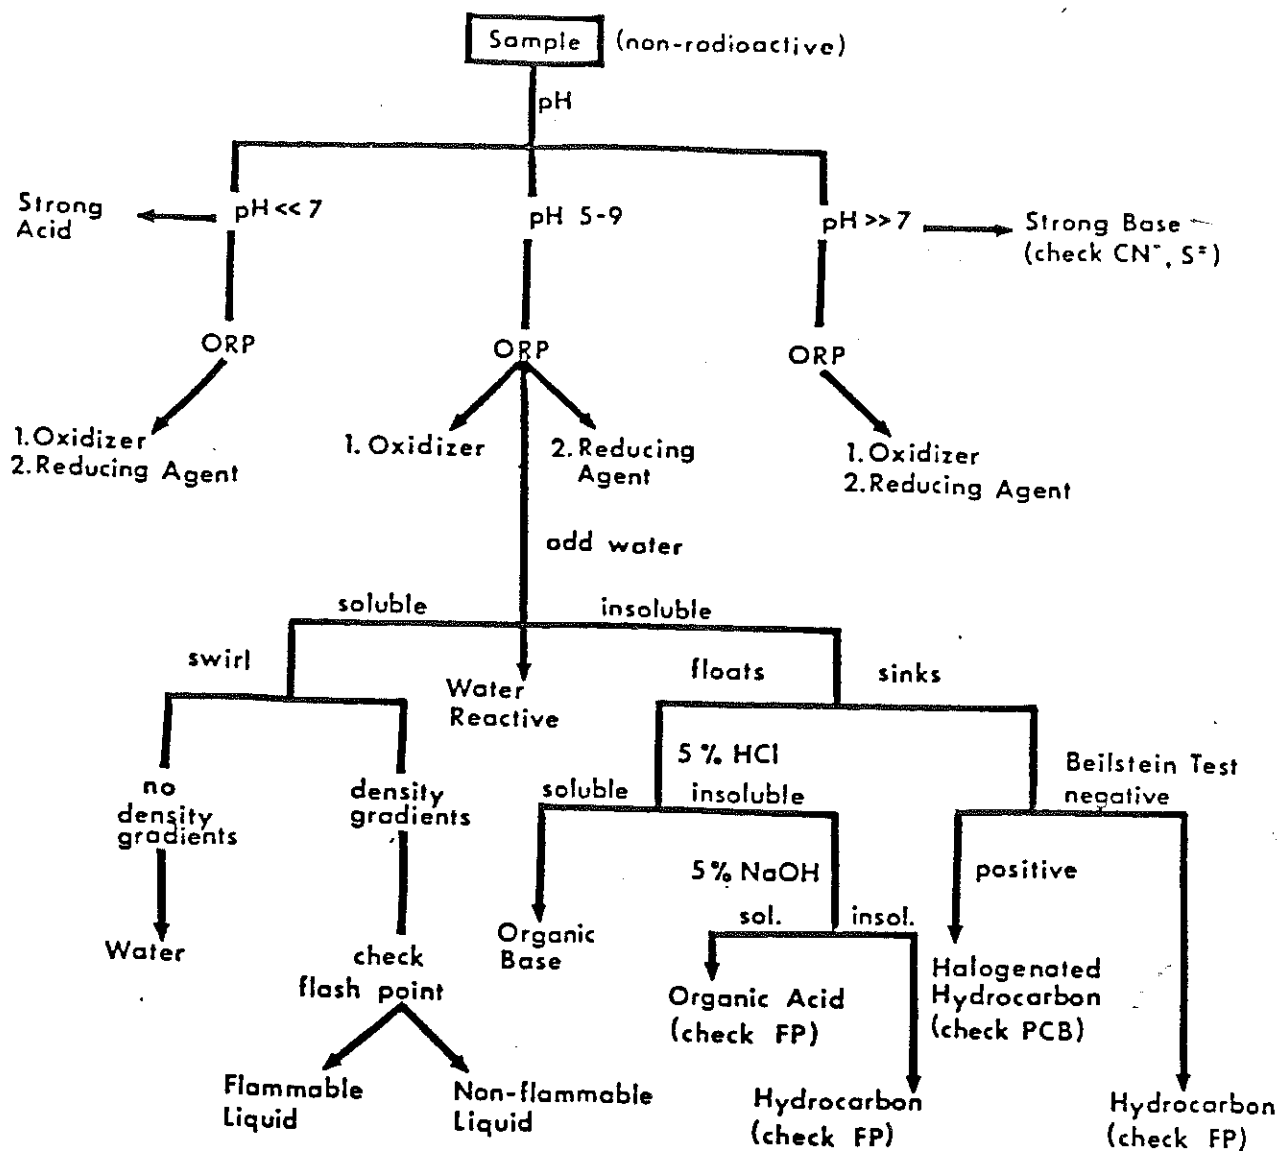 Sample (non-radioactive)
pH
Strong
Acid
pH << 7
pH 5-9
pH >> 7
Strong Base
(check CN⁻, S⁼)
ORP
ORP
ORP
1. Oxidizer
2. Reducing Agent
1. Oxidizer
2. Reducing
Agent
1. Oxidizer
2. Reducing Agent
add water
soluble
insoluble
swirl
Water
Reactive
floats
sinks
no
density
gradients
density
gradients
5% HCl
soluble
insoluble
Beilstein Test
negative
positive
5% NaOH
sol.
insol.
Water
check
flash point
Organic
Base
Organic Acid
(check FP)
Halogenated
Hydrocarbon
(check PCB)
Flammable
Liquid
Non-flammable
Liquid
Hydrocarbon
(check FP)
Hydrocarbon
(check FP)